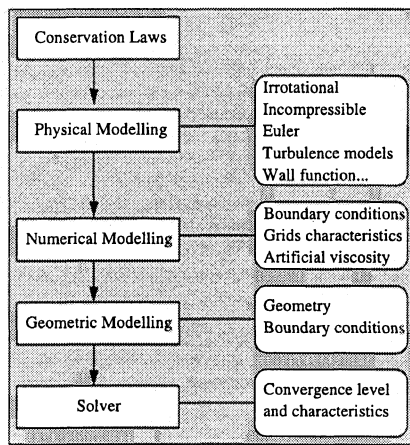 Conservation Laws
Physical Modelling
Irrotational
Incompressible
Euler
Turbulence models
Wall function...
Numerical Modelling
Boundary conditions
Grids characteristics
Artificial viscosity
Geometric Modelling
Geometry
Boundary conditions
Solver
Convergence level
and characteristics